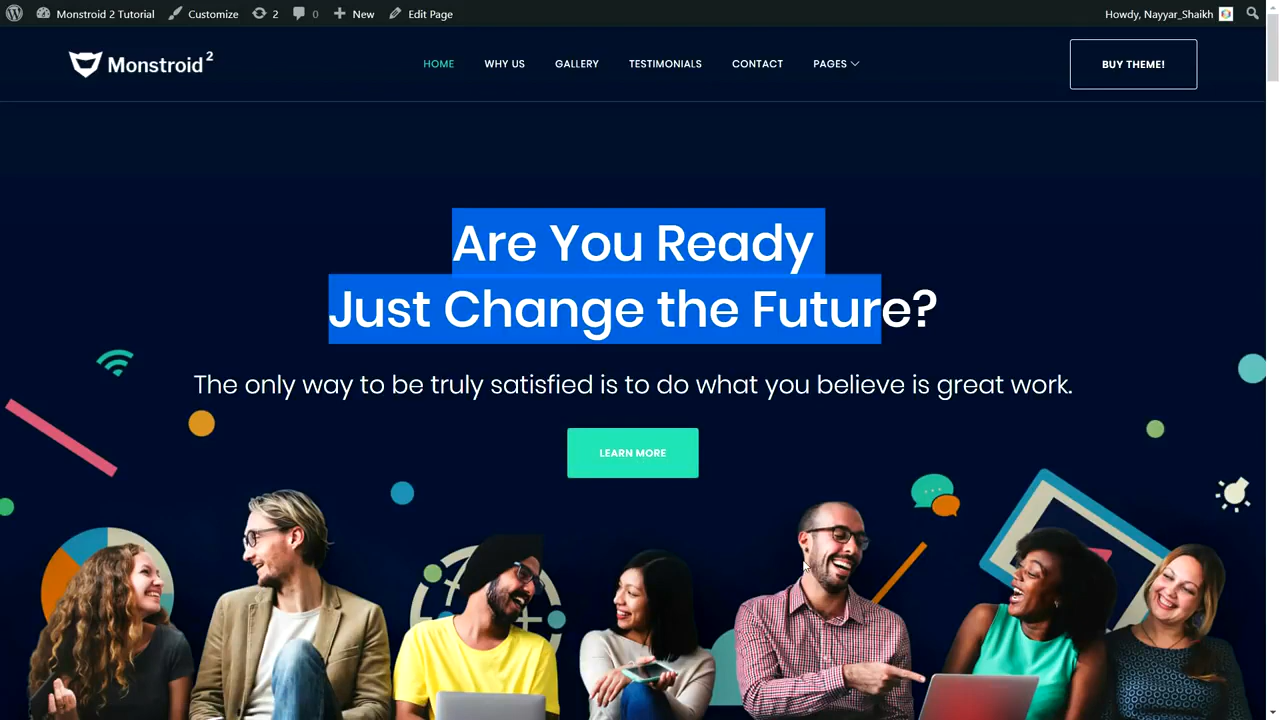 Monstroid 2 Tutorial Customize 2 0 New Edit Page Howdy, Nayyar_Shaikh
Monstroid2 HOME WHY US GALLERY TESTIMONIALS CONTACT PAGES BUY THEME!
Are You Ready
Just Change the Future?
The only way to be truly satisfied is to do what you believe is great work.
LEARN MORE